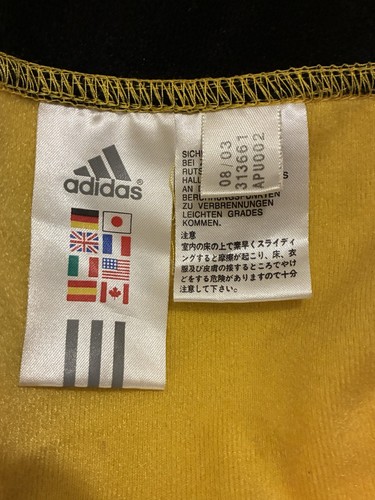 adidas®
08/03
313661
APU002
SICH
BEI
RUTS
HALL
AN D
BERÜHRUNGSPUNKTEN
ZU VERBRENNUNGEN
LEICHTEN GRADES
KOMMEN.
注意
室内の床の上で素早くスライディ
ングすると摩擦が起こり、床、衣
服及び皮膚の接するところでやけ
どをする危険がありますので十分
注意して下さい。